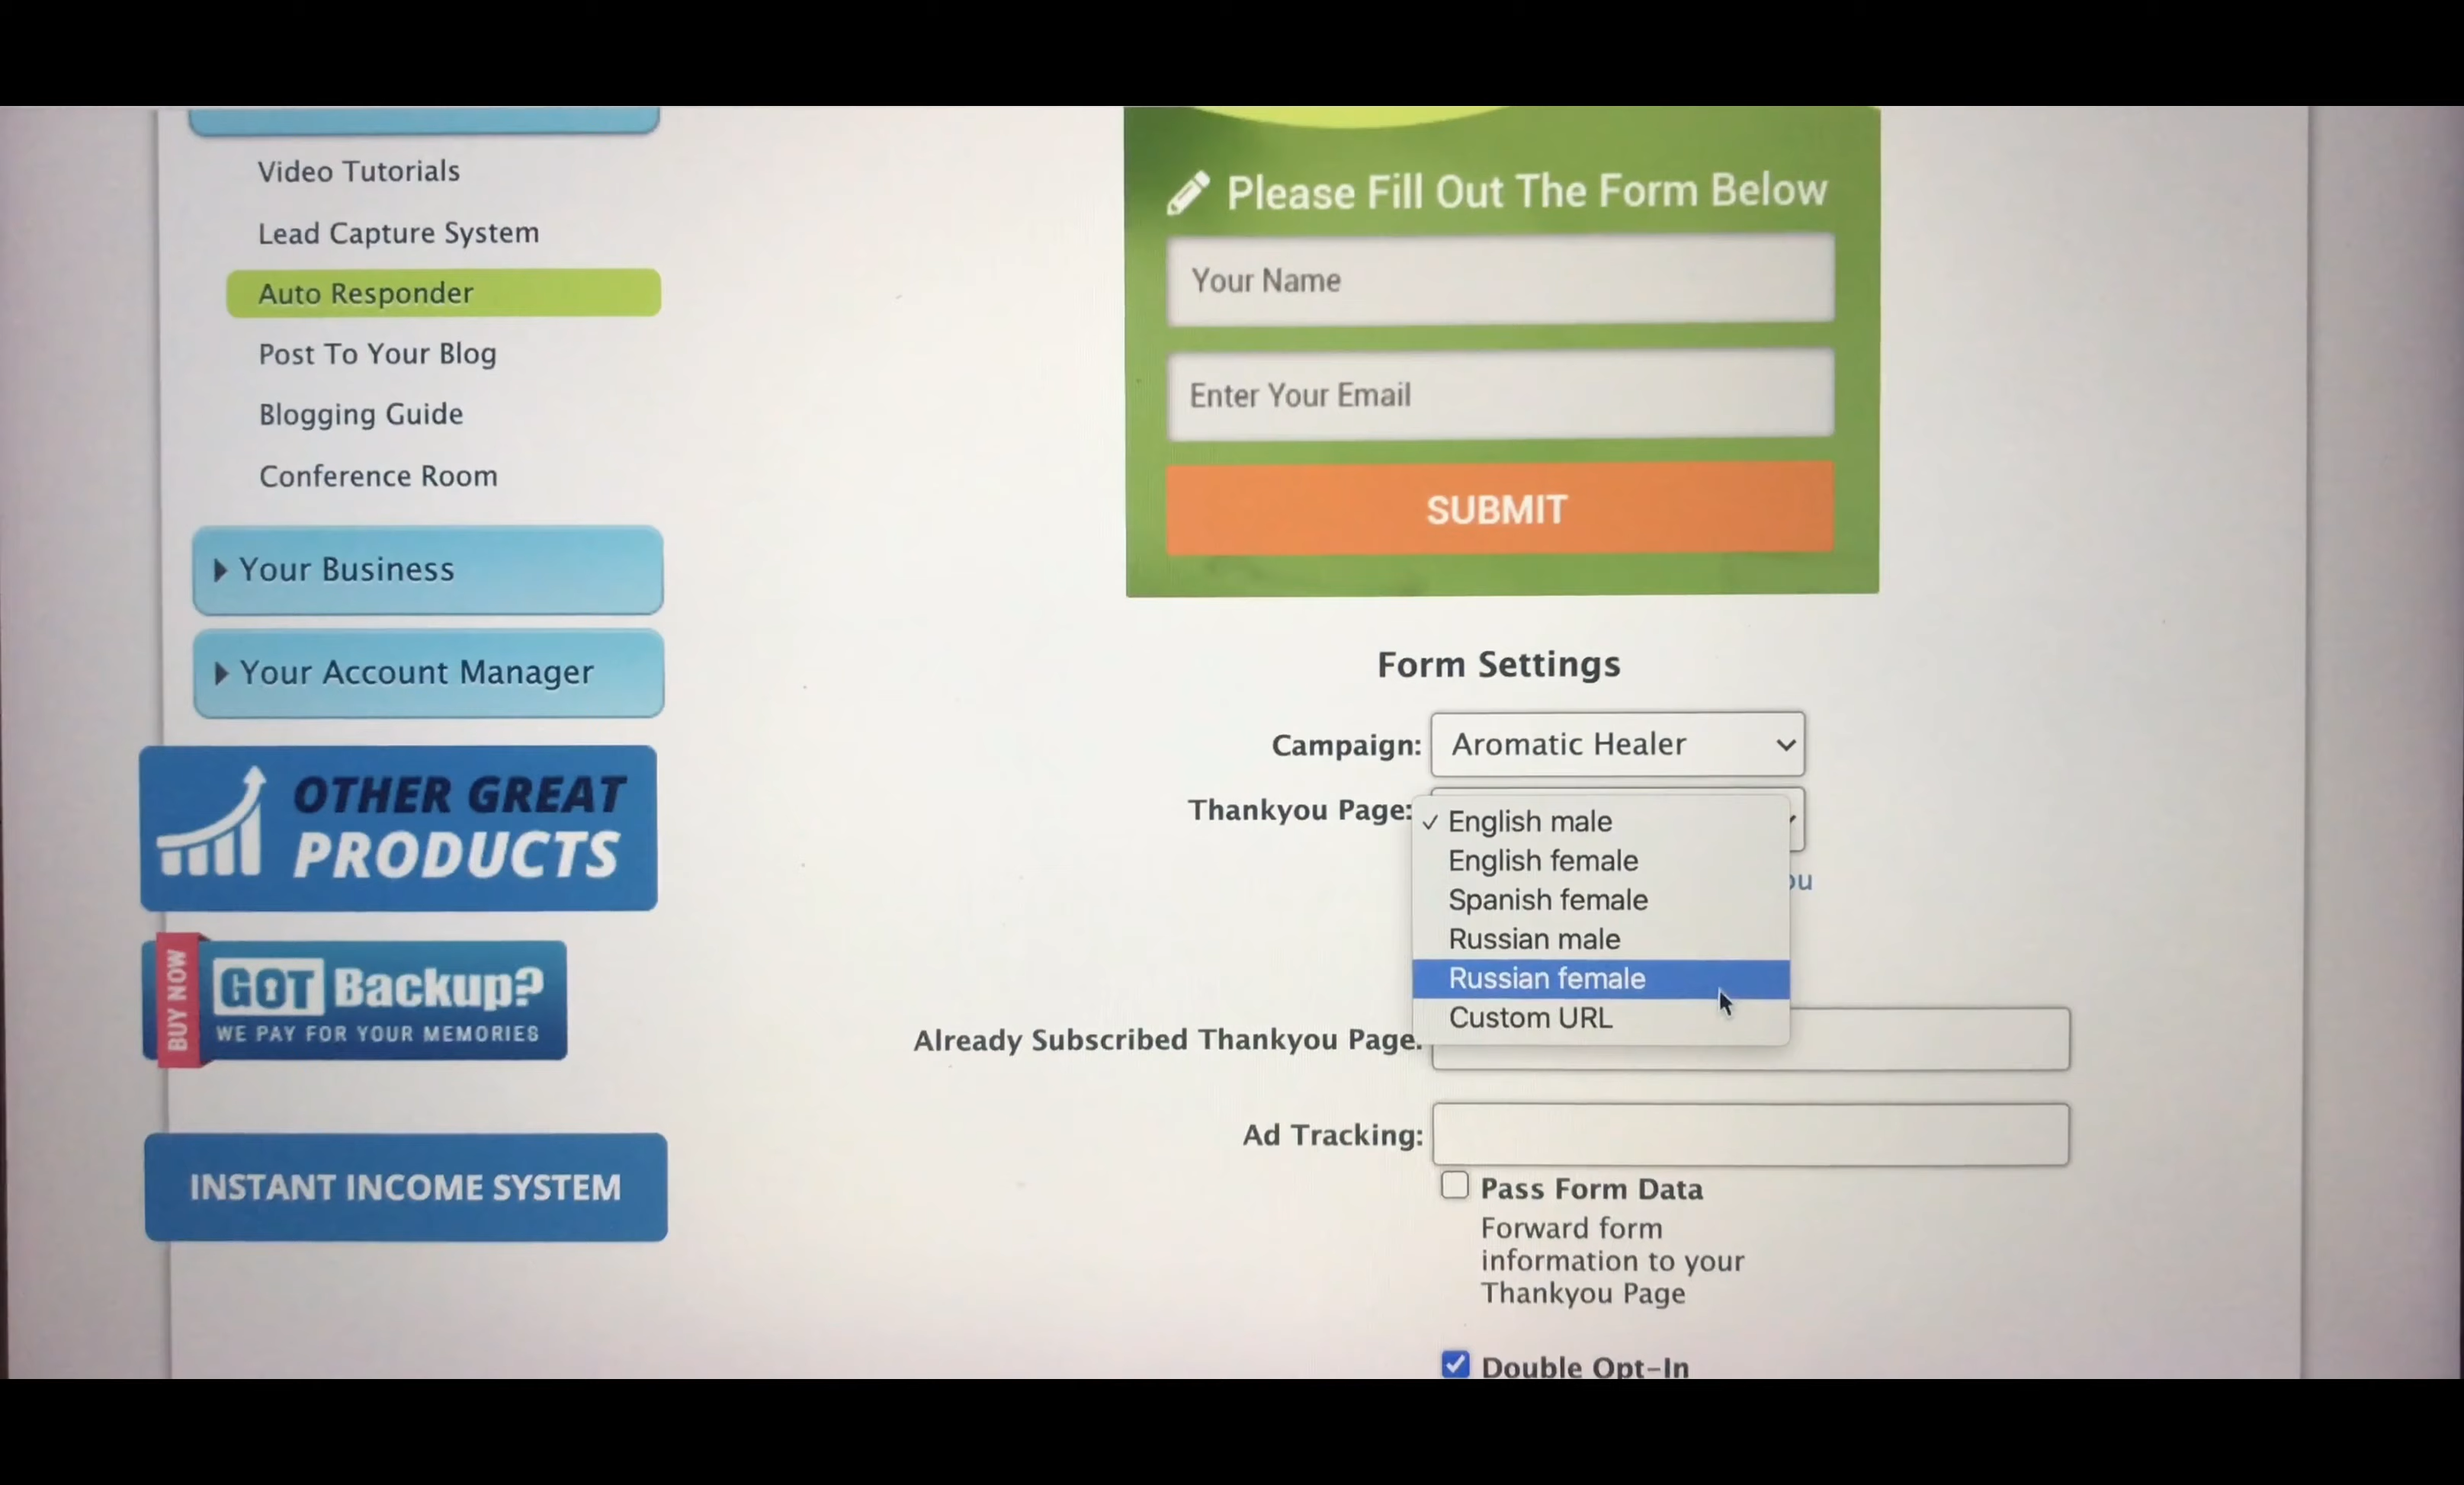 Video Tutorials
Lead Capture System
Auto Responder
Post To Your Blog
Blogging Guide
Conference Room
Your Business
Your Account Manager
OTHER GREAT
PRODUCTS
BUY NOW
GOT Backup?
WE PAY FOR YOUR MEMORIES
INSTANT INCOME SYSTEM
Please Fill Out The Form Below
Your Name
Enter Your Email
SUBMIT
Form Settings
Campaign: Aromatic Healer
Thankyou Page:
English male
English female
Spanish female
Russian male
Russian female
Custom URL
Already Subscribed Thankyou Page:
Ad Tracking:
Pass Form Data
Forward form
information to your
Thankyou Page
Double Opt-In